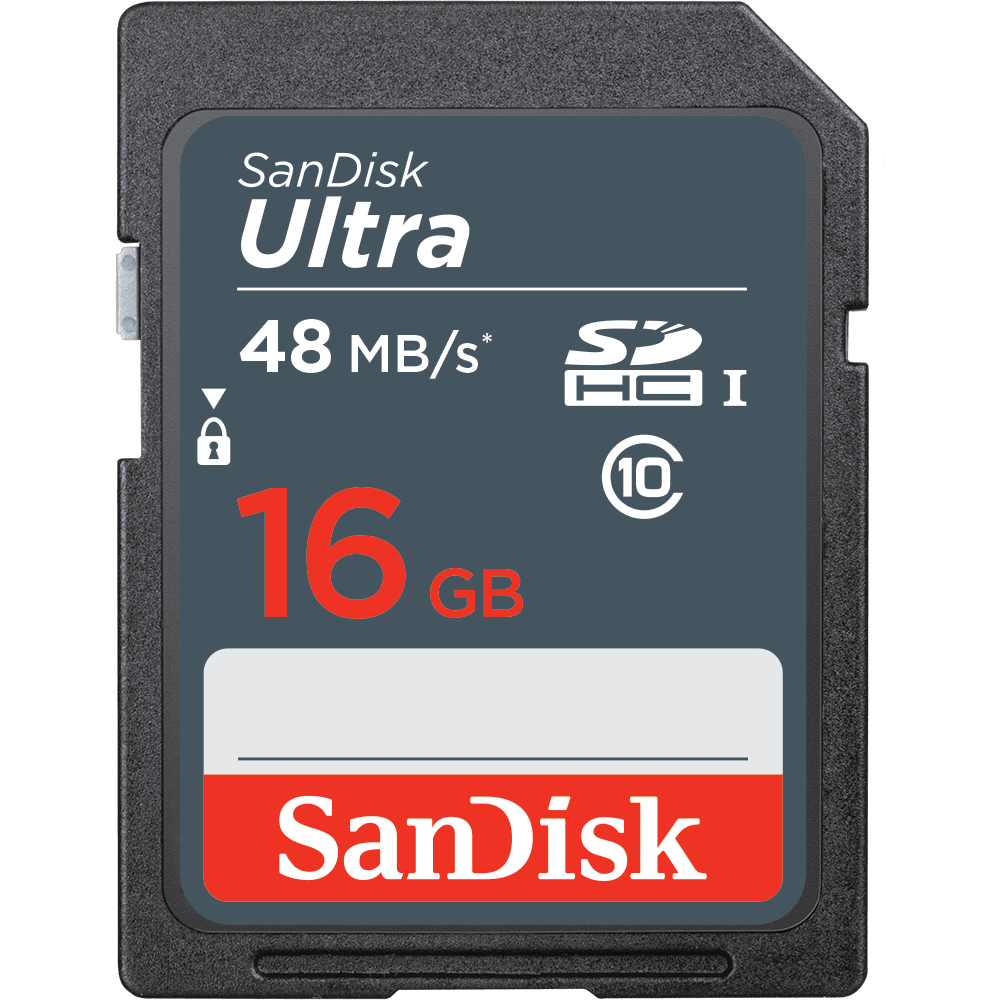 SanDisk
Ultra
48 MB/s*
SD
HC I
10
16 GB
SanDisk